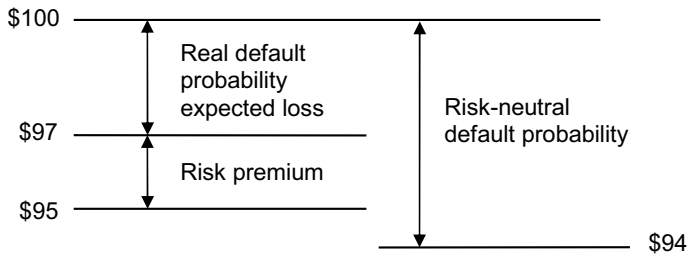 $100
Real default
probability
expected loss
Risk-neutral
default probability
$97
Risk premium
$95
$94